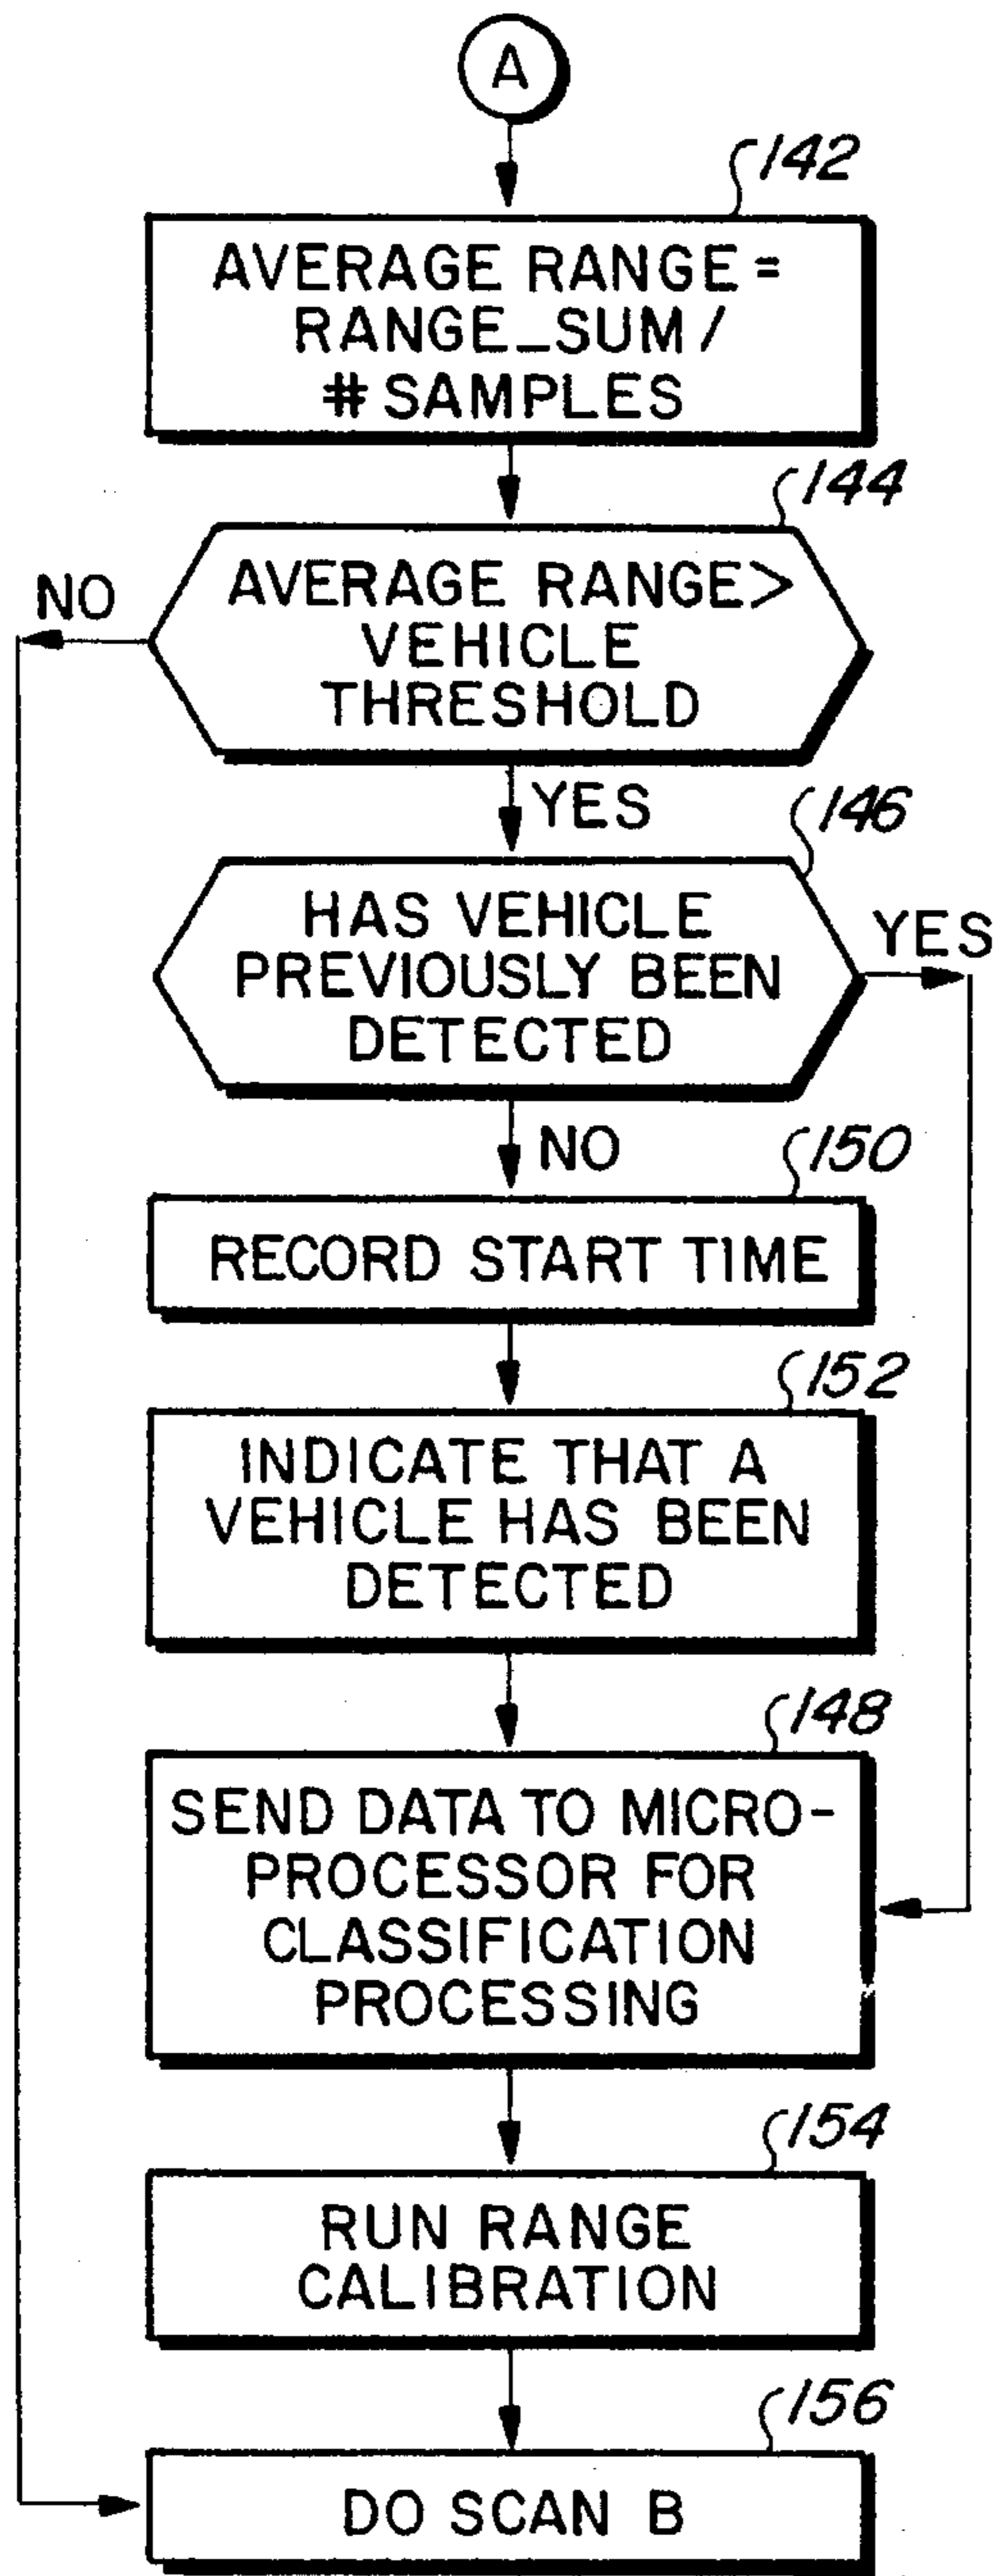 A
142
AVERAGE RANGE =
RANGE_SUM /
# SAMPLES
144
AVERAGE RANGE>
VEHICLE
THRESHOLD
NO
YES
146
HAS VEHICLE
PREVIOUSLY BEEN
DETECTED
YES
NO
150
RECORD START TIME
152
INDICATE THAT A
VEHICLE HAS BEEN
DETECTED
148
SEND DATA TO MICRO-
PROCESSOR FOR
CLASSIFICATION
PROCESSING
154
RUN RANGE
CALIBRATION
156
DO SCAN B